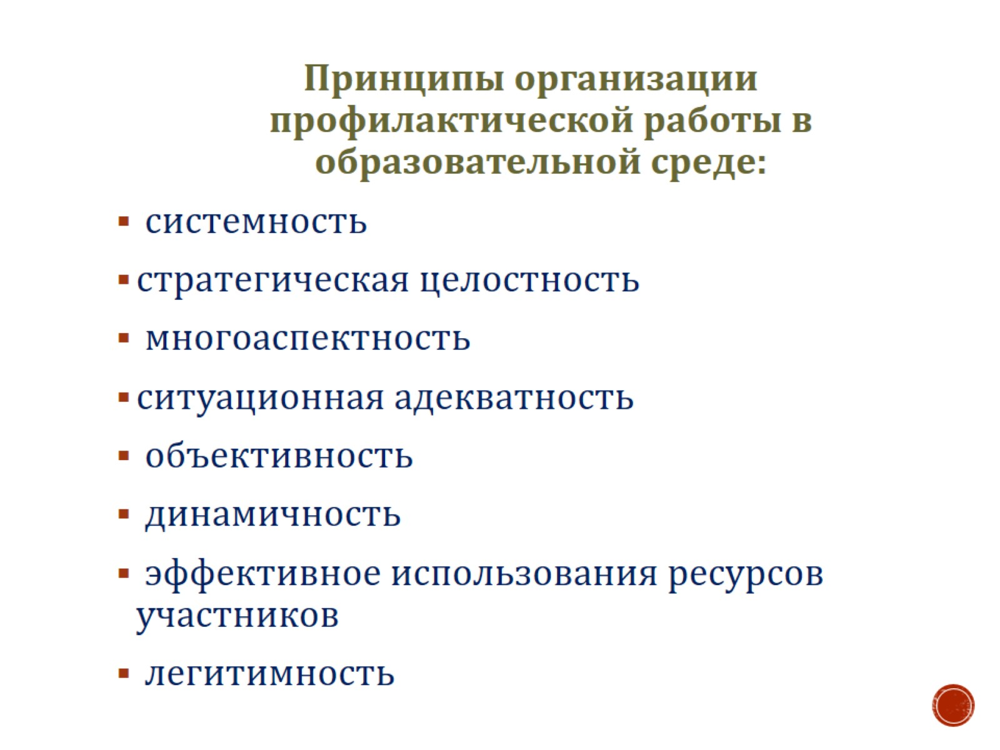 Принципы организации
профилактической работы в
образовательной среде:
▪ системность
▪ стратегическая целостность
▪ многоаспектность
▪ ситуационная адекватность
▪ объективность
▪ динамичность
▪ эффективное использования ресурсов
участников
▪ легитимность